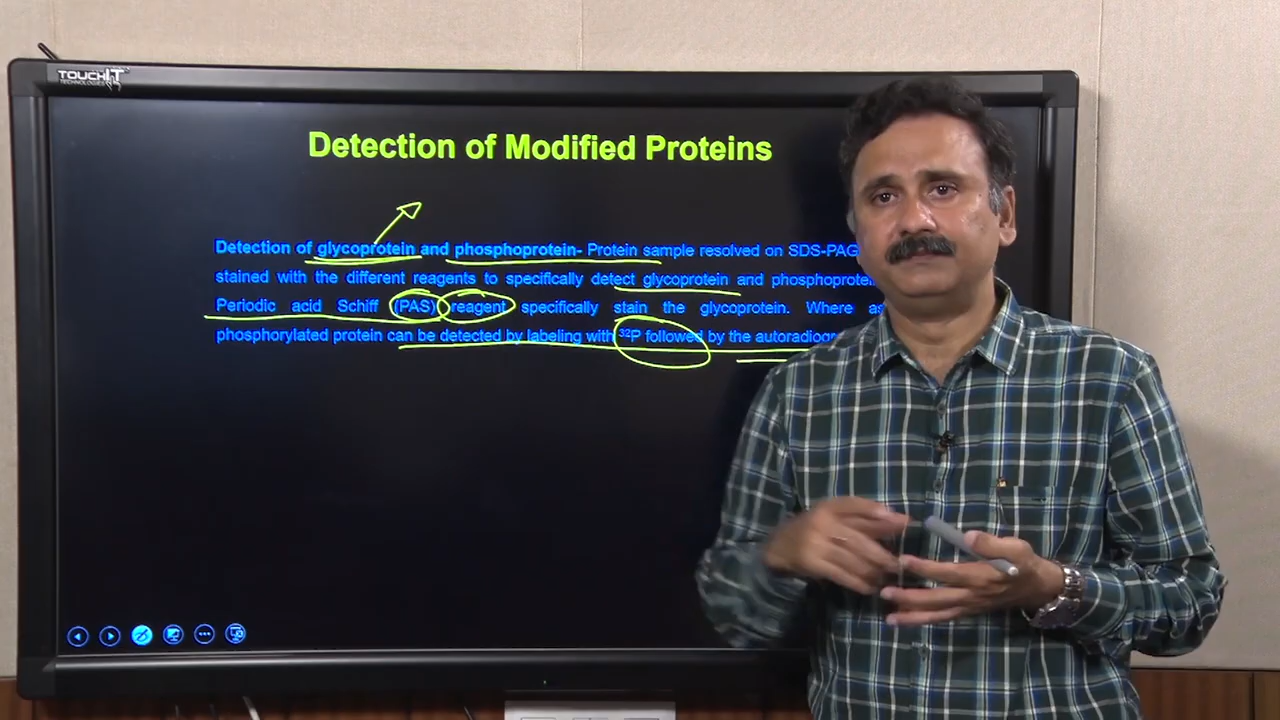 TOUCHIT
TECHNOLOGIES
Detection of Modified Proteins
Detection of glycoprotein and phosphoprotein- Protein sample resolved on SDS-PAG
stained with the different reagents to specifically detect glycoprotein and phosphoprotein
Periodic acid Schiff (PAS) reagent specifically stain the glycoprotein. Where as
phosphorylated protein can be detected by labeling with ³²P followed by the